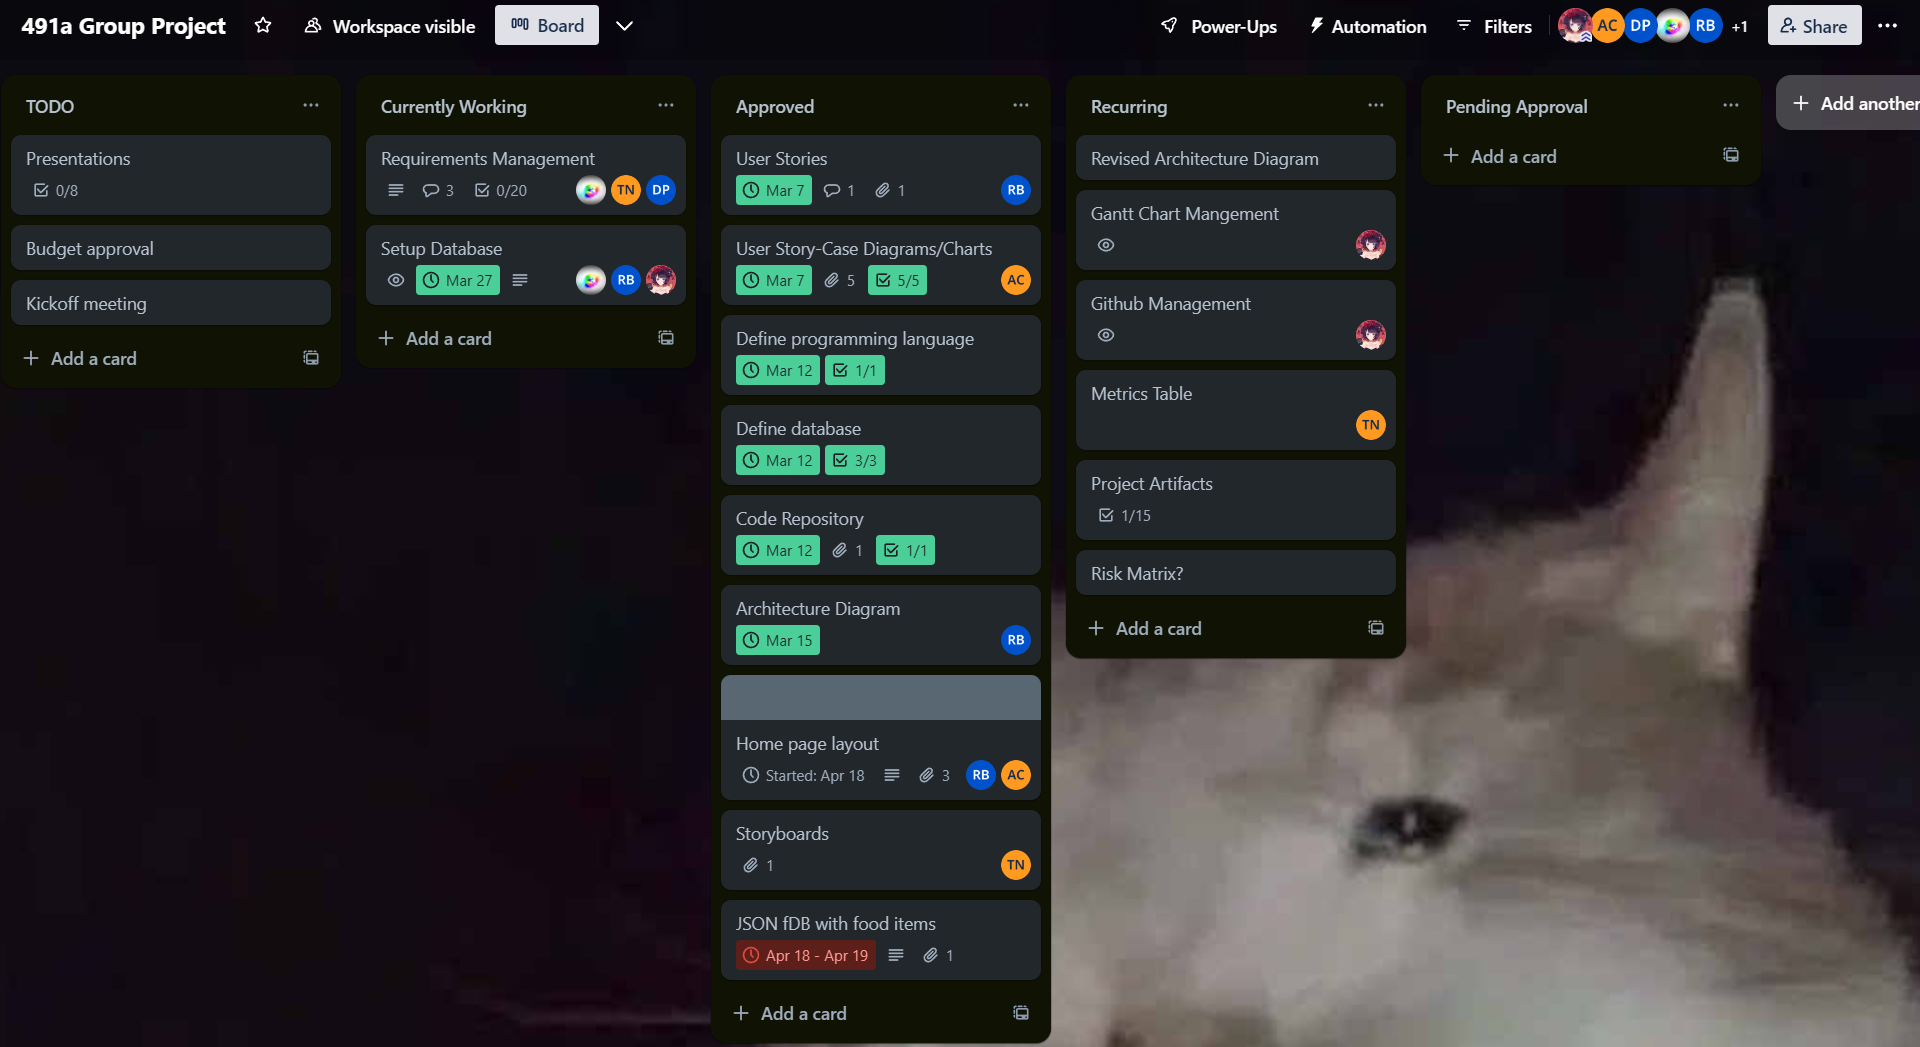 491a Group Project
Workspace visible
Board
Power-Ups
Automation
Filters
AC
DP
RB
+1
Share
TODO
Presentations
0/8
Budget approval
Kickoff meeting
Add a card
Currently Working
Requirements Management
3
0/20
TN
DP
Setup Database
Mar 27
RB
Add a card
Approved
User Stories
Mar 7
1
1
RB
User Story-Case Diagrams/Charts
Mar 7
5
5/5
AC
Define programming language
Mar 12
1/1
Define database
Mar 12
3/3
Code Repository
Mar 12
1
1/1
Architecture Diagram
Mar 15
RB
Home page layout
Started: Apr 18
3
RB
AC
Storyboards
1
TN
JSON fDB with food items
Apr 18 - Apr 19
1
Add a card
Recurring
Revised Architecture Diagram
Gantt Chart Mangement
Github Management
Metrics Table
TN
Project Artifacts
1/15
Risk Matrix?
Add a card
Pending Approval
Add a card
Add another